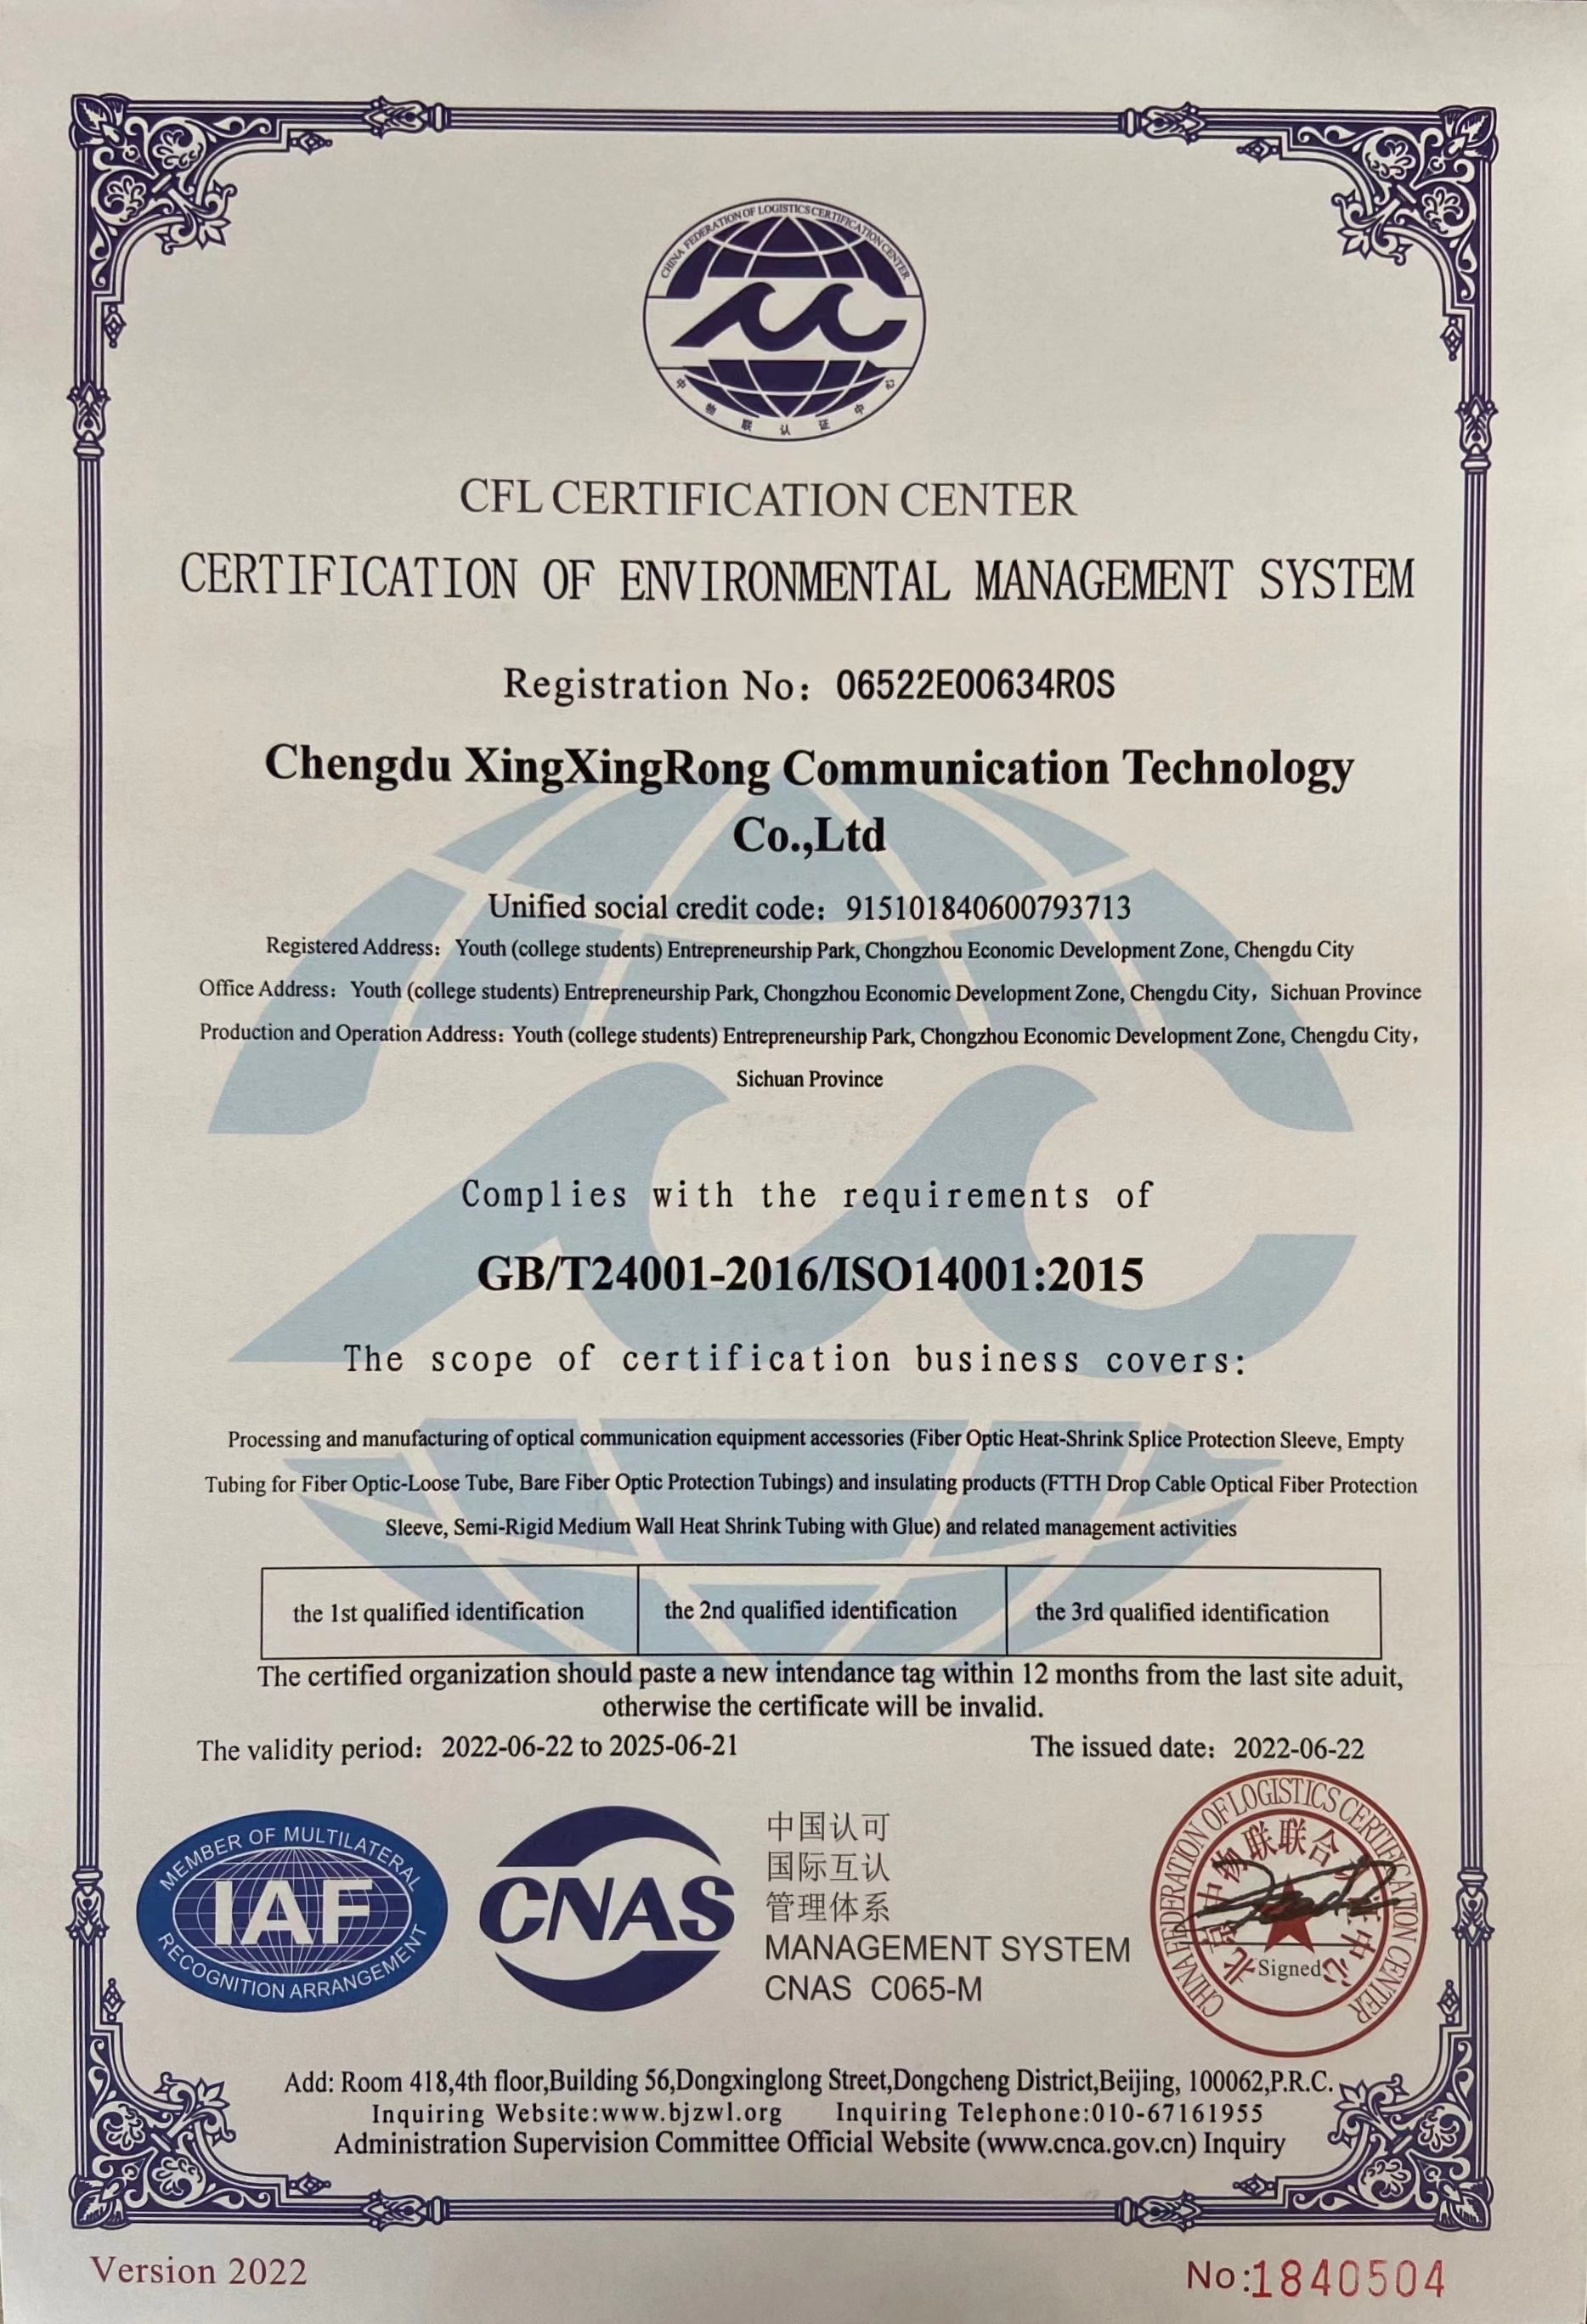 CHINA FEDERATION OF LOGISTICS CERTIFICATION CENTER
中物联认证中心
CFL CERTIFICATION CENTER
CERTIFICATION OF ENVIRONMENTAL MANAGEMENT SYSTEM
Registration No：06522E00634R0S
Chengdu XingXingRong Communication Technology
Co.,Ltd
Unified social credit code：915101840600793713
Registered Address：Youth (college students) Entrepreneurship Park, Chongzhou Economic Development Zone, Chengdu City
Office Address：Youth (college students) Entrepreneurship Park, Chongzhou Economic Development Zone, Chengdu City，Sichuan Province
Production and Operation Address：Youth (college students) Entrepreneurship Park, Chongzhou Economic Development Zone, Chengdu City，
Sichuan Province
Complies with the requirements of
GB/T24001-2016/ISO14001:2015
The scope of certification business covers:
Processing and manufacturing of optical communication equipment accessories (Fiber Optic Heat-Shrink Splice Protection Sleeve, Empty
Tubing for Fiber Optic-Loose Tube, Bare Fiber Optic Protection Tubings) and insulating products (FTTH Drop Cable Optical Fiber Protection
Sleeve, Semi-Rigid Medium Wall Heat Shrink Tubing with Glue) and related management activities
the 1st qualified identification the 2nd qualified identification the 3rd qualified identification
The certified organization should paste a new intendance tag within 12 months from the last site aduit,
otherwise the certificate will be invalid.
The validity period：2022-06-22 to 2025-06-21 The issued date：2022-06-22
MEMBER OF MULTILATERAL
IAF
RECOGNITION ARRANGEMENT
CNAS
中国认可
国际互认
管理体系
MANAGEMENT SYSTEM
CNAS C065-M
CHINA FEDERATION OF LOGISTICS CERTIFICATION CENTER
北京中物联联合认证中心
Signed
Add: Room 418,4th floor,Building 56,Dongxinglong Street,Dongcheng District,Beijing, 100062,P.R.C.
Inquiring Website:www.bjzwl.org Inquiring Telephone:010-67161955
Administration Supervision Committee Official Website (www.cnca.gov.cn) Inquiry
Version 2022
No:1840504